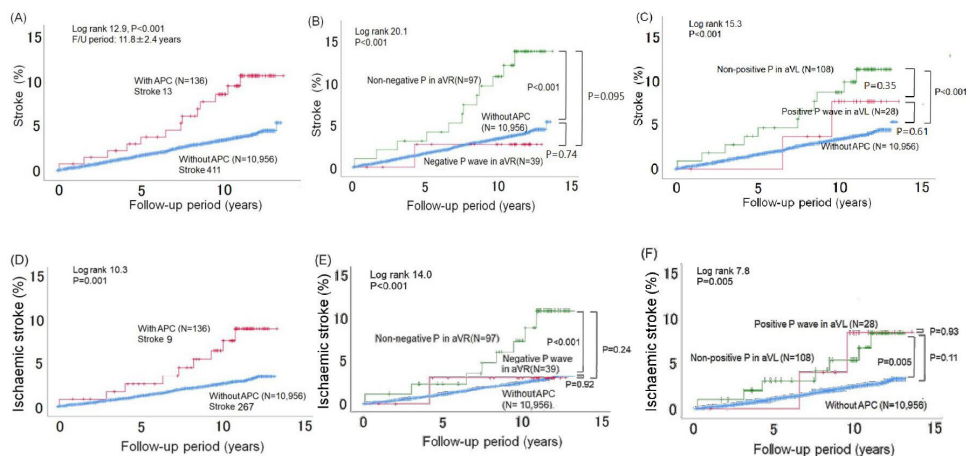 (A)
Log rank 12.9, P<0.001
F/U period: 11.8±2.4 years
15
10
5
0
Stroke (%)
With APC (N=136)
Stroke 13
Without APC (N=10,956)
Stroke 411
0 5 10
Follow-up period (years)
(B)
Log rank 20.1
P<0.001
15
10
5
0
Stroke (%)
Non-negative P in aVR(N=97)
P<0.001
P=0.095
Without APC
(N= 10,956)
P=0.74
Negative P wave in aVR(N=39)
0 5 10 15
Follow-up period (years)
(C)
Log rank 15.3
P<0.001
15
10
5
0
Stroke (%)
Non-positive P in aVL (N=108)
P=0.35
P<0.001
Positive P wave in aVL (N=28)
P=0.61
Without APC (N=10,956)
0 5 10 15
Follow-up period (years)
(D)
Log rank 10.3
P=0.001
15
10
5
0
Ischaemic stroke (%)
With APC (N=136)
Stroke 9
Without APC(N=10,956)
Stroke 267
0 5 10 15
Follow-up period (years)
(E)
Log rank 14.0
P<0.001
15
10
5
0
Ischaemic stroke (%)
Non-negative P in aVR(N=97)
P<0.001
P=0.24
Negative P wave
in aVR(N=39)
P=0.92
Without APC
(N= 10,956)
0 5 10 15
Follow-up period (years)
(F)
Log rank 7.8
P=0.005
15
10
5
0
Ischaemic stroke (%)
Positive P wave in aVL (N=28)
P=0.93
Non-positive P in aVL (N=108)
P=0.005
P=0.11
Without APC (N=10,956)
0 5 10 15
Follow-up period (years)